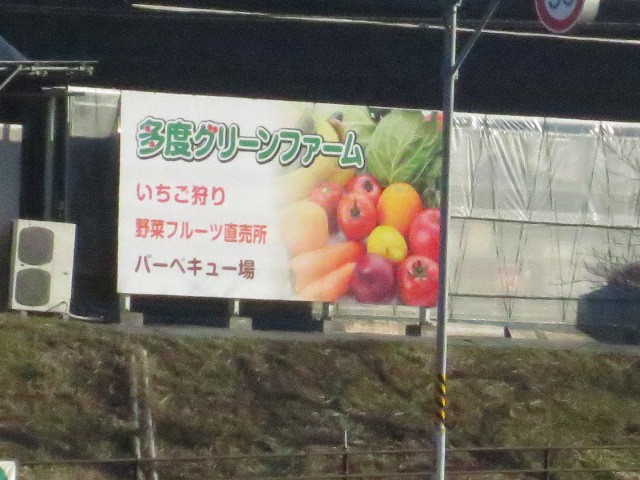 多度グリーンファーム
いちご狩り
野菜フルーツ直売所
バーベキュー場